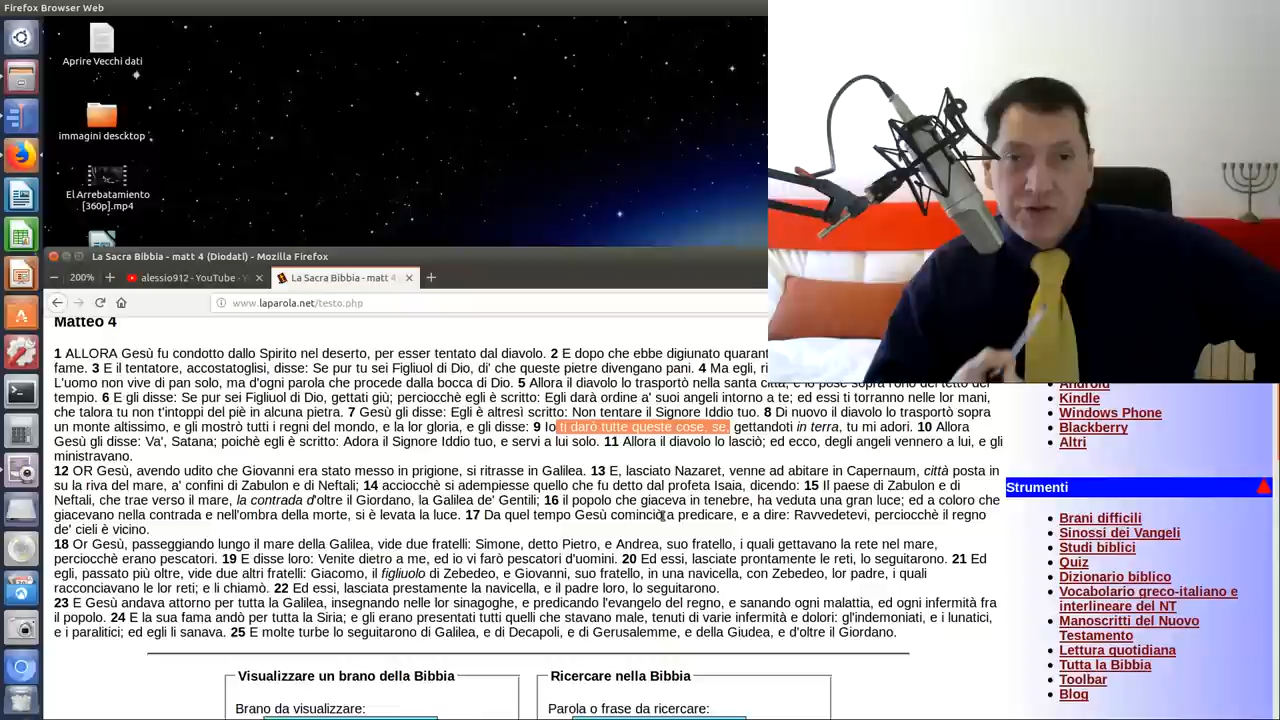 Firefox Browser Web
Aprire Vecchi dati
immagini descktop
El Arrebatamiento
[360p].mp4
La Sacra Bibbia - matt 4 (Diodati) - Mozilla Firefox
200%
alessio912 - YouTube -
La Sacra Bibbia - matt 4
www.laparola.net/testo.php
Matteo 4
1 ALLORA Gesù fu condotto dallo Spirito nel deserto, per esser tentato dal diavolo. 2 E dopo che ebbe digiunato
fame. 3 E il tentatore, accostatoglisi, disse: Se pur tu sei Figliuol di Dio, di' che queste pietre divengano pani. 4 Ma egli,
L'uomo non vive di pan solo, ma d'ogni parola che procede dalla bocca di Dio. 5 Allora il diavolo lo trasportò nella santa città, e lo pose sopra l'orlo del tetto del
tempio. 6 E gli disse: Se pur sei Figliuol di Dio, gettati giù; perciocchè egli è scritto: Egli darà ordine a' suoi angeli intorno a te; ed essi ti torranno nelle lor mani,
che talora tu non t'intoppi del piè in alcuna pietra. 7 Gesù gli disse: Egli è altresì scritto: Non tentare il Signore Iddio tuo. 8 Di nuovo il diavolo lo trasportò sopra
un monte altissimo, e gli mostrò tutti i regni del mondo, e la lor gloria, e gli disse: 9 Io ti darò tutte queste cose, se, gettandoti in terra, tu mi adori. 10 Allora
Gesù gli disse: Va', Satana; poichè egli è scritto: Adora il Signore Iddio tuo, e servi a lui solo. 11 Allora il diavolo lo lasciò; ed ecco, degli angeli vennero a lui, e gli
ministravano.
12 OR Gesù, avendo udito che Giovanni era stato messo in prigione, si ritrasse in Galilea. 13 E, lasciato Nazaret, venne ad abitare in Capernaum, città posta in
su la riva del mare, a' confini di Zabulon e di Neftali; 14 acciocchè si adempiesse quello che fu detto dal profeta Isaia, dicendo: 15 Il paese di Zabulon e di
Neftali, che trae verso il mare, la contrada d'oltre il Giordano, la Galilea de' Gentili; 16 il popolo che giaceva in tenebre, ha veduta una gran luce; ed a coloro che
giacevano nella contrada e nell'ombra della morte, si è levata la luce. 17 Da quel tempo Gesù cominciò a predicare, e a dire: Ravvedetevi, perciocchè il regno
de' cieli è vicino.
18 Or Gesù, passeggiando lungo il mare della Galilea, vide due fratelli: Simone, detto Pietro, e Andrea, suo fratello, i quali gettavano la rete nel mare,
perciocchè erano pescatori. 19 E disse loro: Venite dietro a me, ed io vi farò pescatori d'uomini. 20 Ed essi, lasciate prontamente le reti, lo seguitarono. 21 Ed
egli, passato più oltre, vide due altri fratelli: Giacomo, il figliuolo di Zebedeo, e Giovanni, suo fratello, in una navicella, con Zebedeo, lor padre, i quali
racconciavano le lor reti; e li chiamò. 22 Ed essi, lasciata prestamente la navicella, e il padre loro, lo seguitarono.
23 E Gesù andava attorno per tutta la Galilea, insegnando nelle lor sinagoghe, e predicando l'evangelo del regno, e sanando ogni malattia, ed ogni infermità fra
il popolo. 24 E la sua fama andò per tutta la Siria; e gli erano presentati tutti quelli che stavano male, tenuti di varie infermità e dolori: gl'indemoniati, e i lunatici,
e i paralitici; ed egli li sanava. 25 E molte turbe lo seguitarono di Galilea, e di Decapoli, e di Gerusalemme, e della Giudea, e d'oltre il Giordano.
Visualizzare un brano della Bibbia
Brano da visualizzare:
Ricercare nella Bibbia
Parola o frase da ricercare:
Android
Kindle
Windows Phone
Blackberry
Altri
Strumenti
Brani difficili
Sinossi dei Vangeli
Studi biblici
Quiz
Dizionario biblico
Vocabolario greco-italiano e
interlineare del NT
Manoscritti del Nuovo
Testamento
Lettura quotidiana
Tutta la Bibbia
Toolbar
Blog